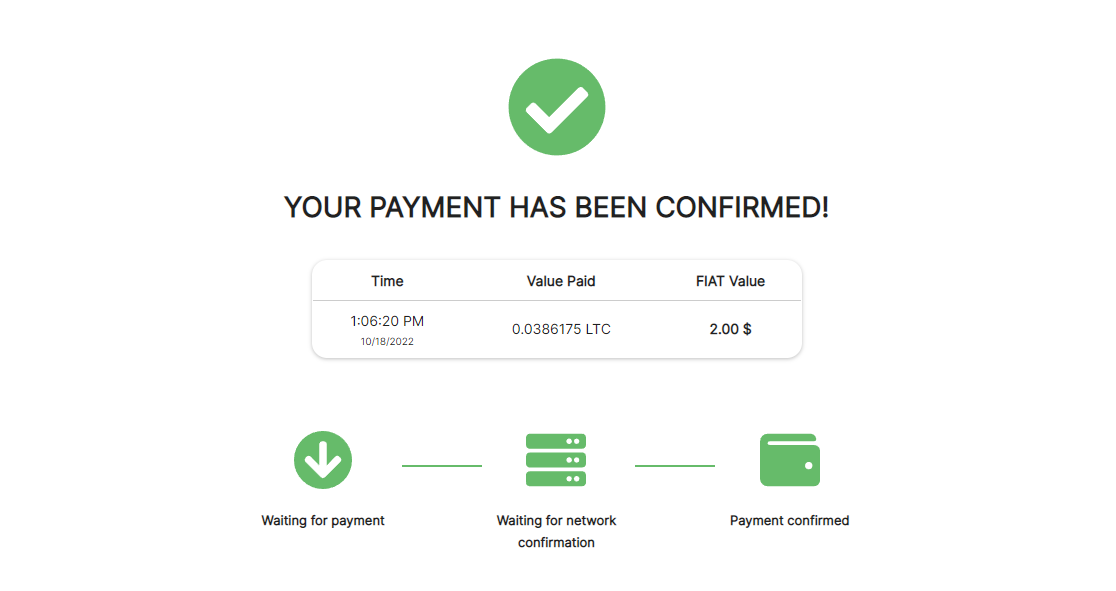 YOUR PAYMENT HAS BEEN CONFIRMED!
Time Value Paid FIAT Value
1:06:20 PM 0.0386175 LTC 2.00 $
10/18/2022
Waiting for payment Waiting for network Payment confirmed
confirmation